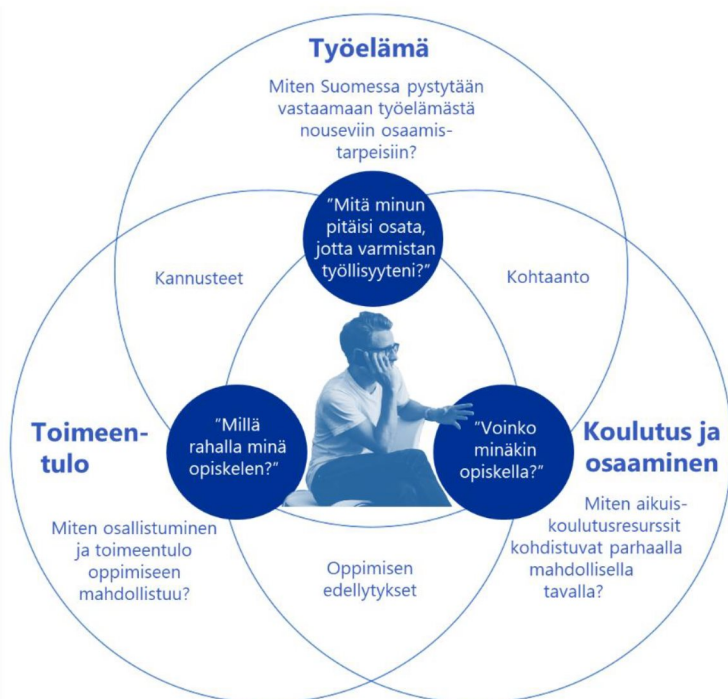 Työelämä
Miten Suomessa pystytään
vastaamaan työelämästä
nouseviin osaamis-
tarpeisiin?
"Mitä minun
pitäisi osata,
jotta varmistan
työllisyyteni?"
Kannusteet
Kohtaanto
Toimeen-
tulo
"Millä
rahalla minä
opiskelen?"
"Voinko
minäkin
opiskella?"
Koulutus ja
osaaminen
Miten osallistuminen
ja toimeentulo
oppimiseen
mahdollistuu?
Oppimisen
edellytykset
Miten aikuis-
koulutusresurssit
kohdistuvat parhaalla
mahdollisella
tavalla?